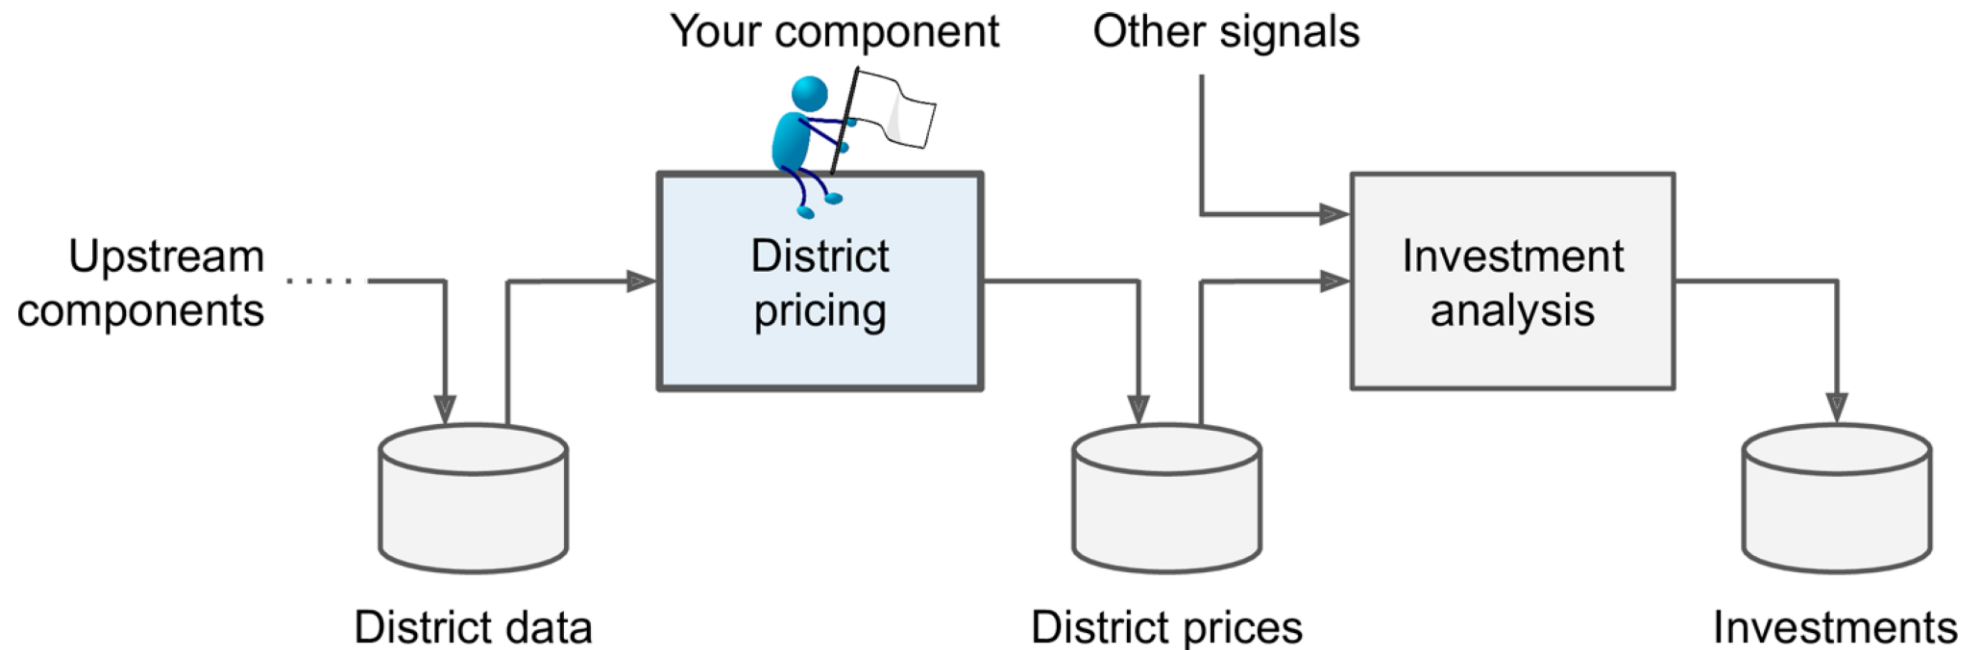 Your component
Other signals
Upstream
components
District
pricing
Investment
analysis
District data
District prices
Investments